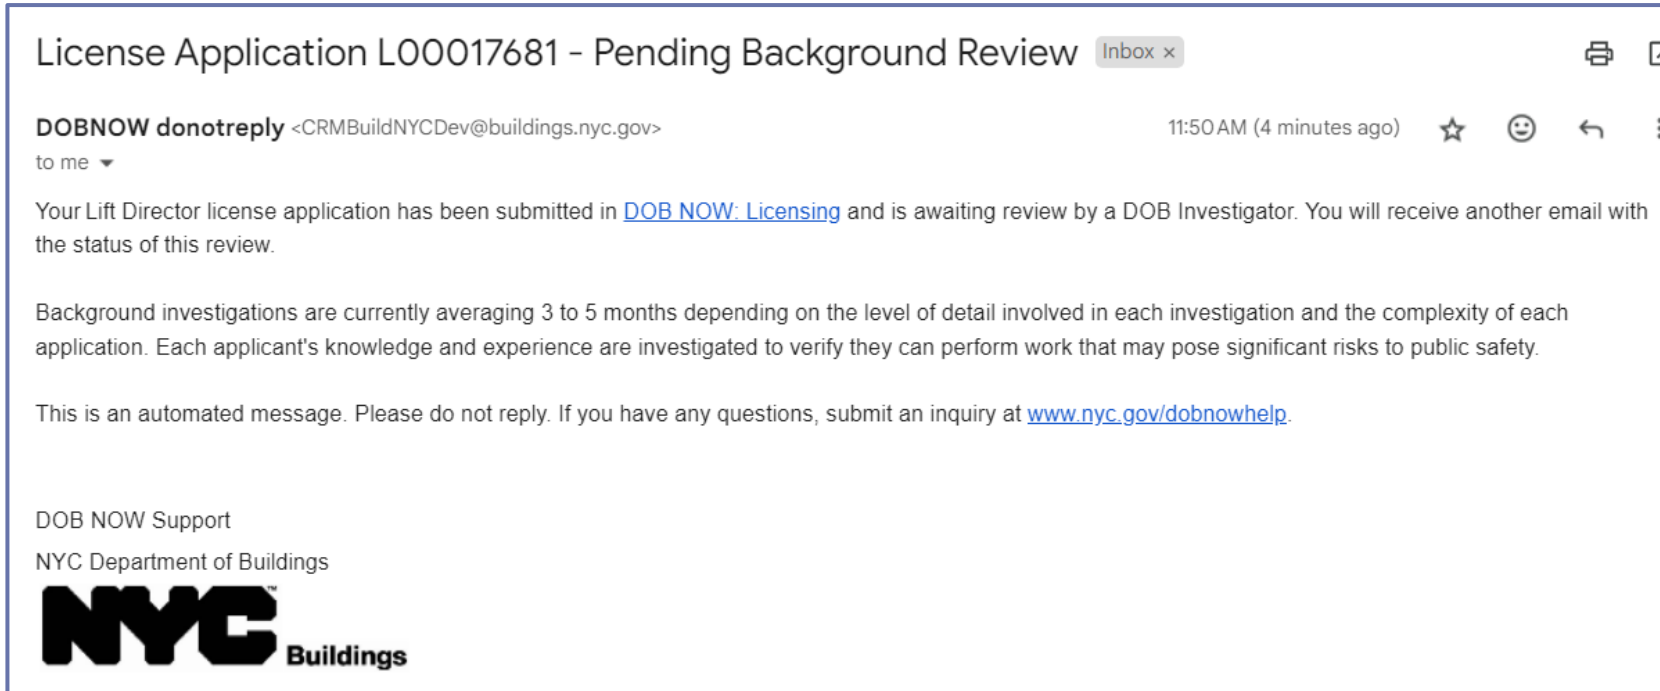 License Application L00017681 - Pending Background Review Inbox ×
DOBNOW donotreply <CRMBuildNYCDev@buildings.nyc.gov> 11:50 AM (4 minutes ago)
to me
Your Lift Director license application has been submitted in DOB NOW: Licensing and is awaiting review by a DOB Investigator. You will receive another email with
the status of this review.
Background investigations are currently averaging 3 to 5 months depending on the level of detail involved in each investigation and the complexity of each
application. Each applicant's knowledge and experience are investigated to verify they can perform work that may pose significant risks to public safety.
This is an automated message. Please do not reply. If you have any questions, submit an inquiry at www.nyc.gov/dobnowhelp.
DOB NOW Support
NYC Department of Buildings
NYC™ Buildings